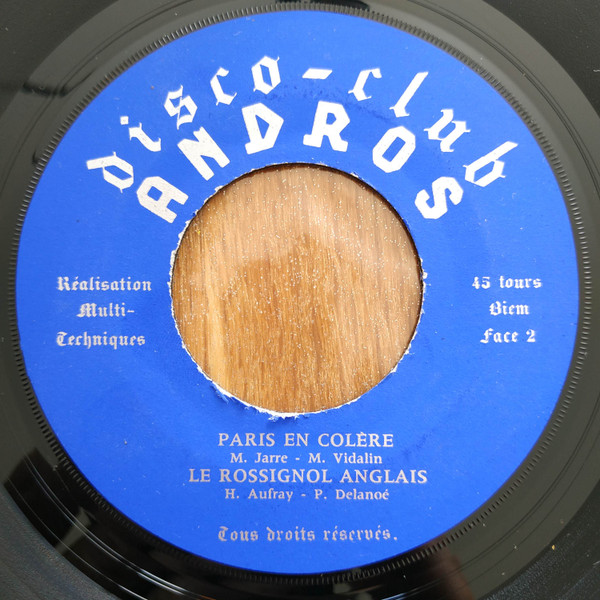 disco-club
ANDROS
Réalisation
Multi-
Techniques
45 tours
Biem
Face 2
PARIS EN COLÈRE
M. Jarre - M. Vidalin
LE ROSSIGNOL ANGLAIS
H. Aufray - P. Delanoé
Tous droits réservés.